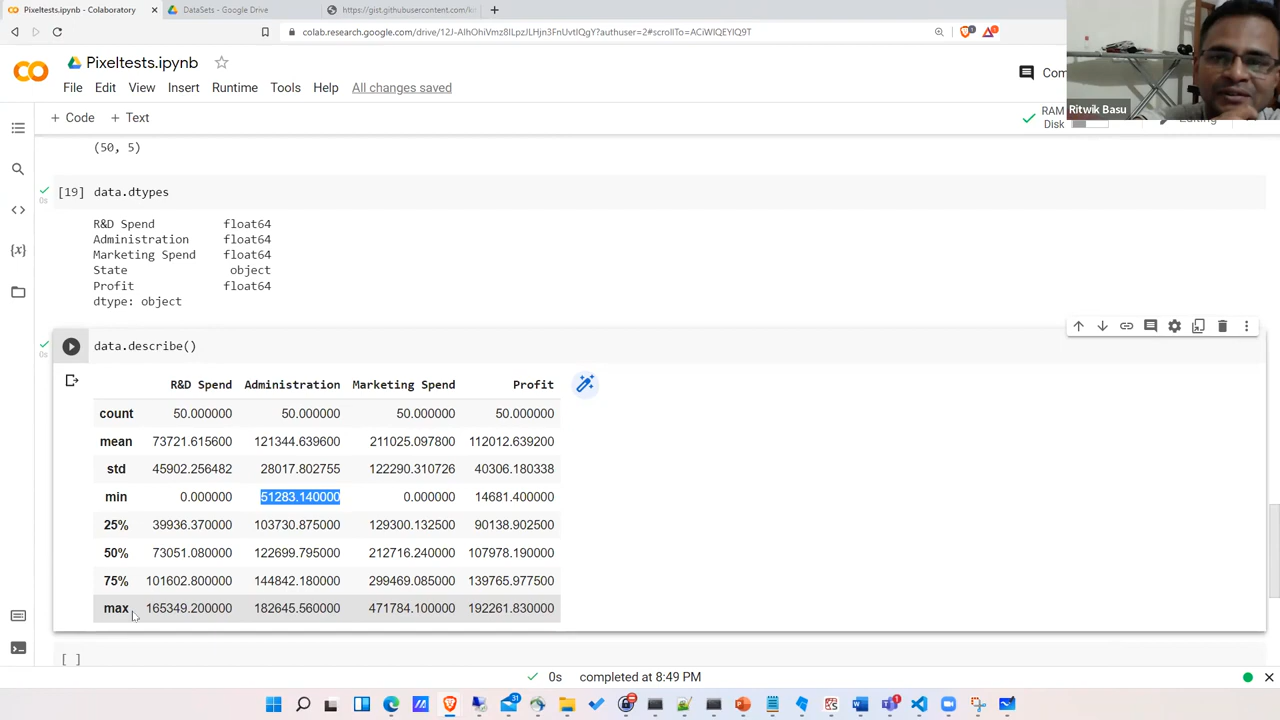 Pixeltests.ipynb - Colaboratory
DataSets - Google Drive
https://gist.githubusercontent.com/k
colab.research.google.com/drive/12J-AIhOhiVmz8ILpzJLHjn3FnUvtIQgY?authuser=2#scrollTo=ACiWIQEYIQ9T
Pixeltests.ipynb
File Edit View Insert Runtime Tools Help All changes saved
Com
Ritwik Basu
+ Code + Text
RAM
Disk
Editing
(50, 5)
[19] data.dtypes
0s
R&D Spend float64
Administration float64
Marketing Spend float64
State object
Profit float64
dtype: object
data.describe()
0s
R&D Spend Administration Marketing Spend Profit
count 50.000000 50.000000 50.000000 50.000000
mean 73721.615600 121344.639600 211025.097800 112012.639200
std 45902.256482 28017.802755 122290.310726 40306.180338
min 0.000000 51283.140000 0.000000 14681.400000
25% 39936.370000 103730.875000 129300.132500 90138.902500
50% 73051.080000 122699.795000 212716.240000 107978.190000
75% 101602.800000 144842.180000 299469.085000 139765.977500
max 165349.200000 182645.560000 471784.100000 192261.830000
[ ]
0s completed at 8:49 PM
31
1